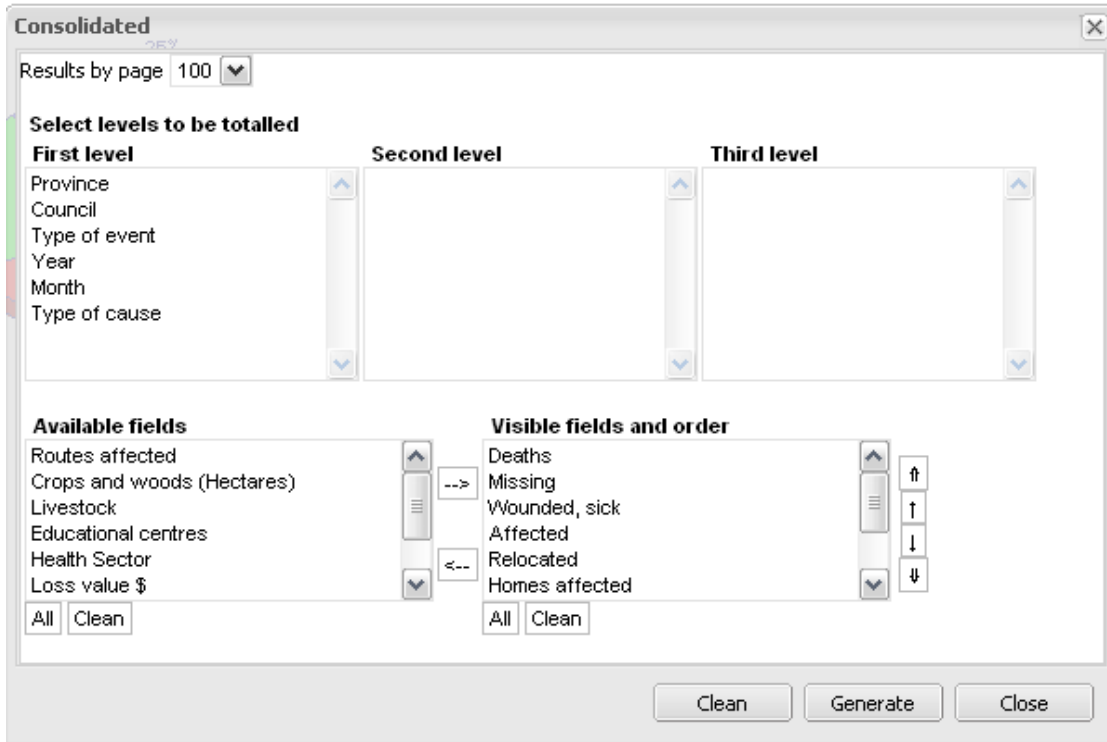 Consolidated
25%
Results by page 100
Select levels to be totalled
First level Second level Third level
Province
Council
Type of event
Year
Month
Type of cause
Available fields Visible fields and order
Routes affected
Crops and woods (Hectares)
Livestock
Educational centres
Health Sector
Loss value $
-->
<--
Deaths
Missing
Wounded, sick
Affected
Relocated
Homes affected
All Clean All Clean
Clean Generate Close